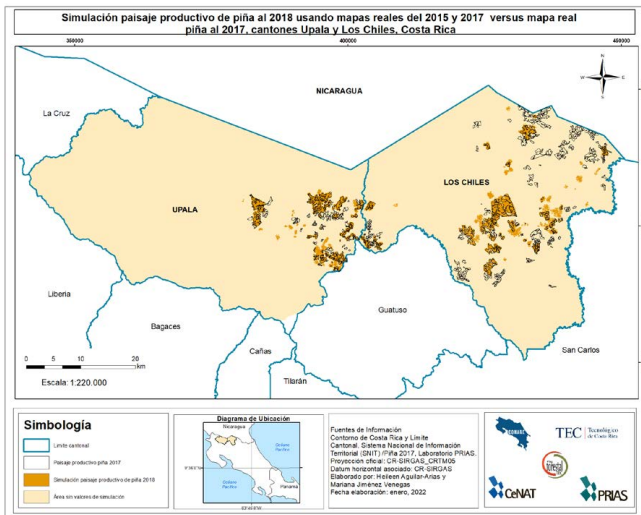 Simulación paisaje productivo de piña al 2018 usando mapas reales del 2015 y 2017 versus mapa real
piña al 2017, cantones Upala y Los Chiles, Costa Rica
350000
400000
450000
NICARAGUA
La Cruz
N
W
E
S
LOS CHILES
UPALA
Liberia
Bagaces
Guatuso
Cañas
San Carlos
Tilarán
0 5 10 20
km
Escala: 1:220.000
Simbología
Límite cantonal
Paisaje productivo piña 2017
Simulación paisaje productivo de piña 2018
Área sin valores de simulación
Diagrama de Ubicación
Nicaragua
Océano
Pacífico
Panamá
Fuentes de Información
Contorno de Costa Rica y Límite
Cantonal, Sistema Nacional de Información
Territorial (SNIT) /Piña 2017, Laboratorio PRIAS.
Proyección oficial: CR-SIRGAS_CRTM05
Datum horizontal asociado: CR-SIRGAS
Elaborado por: Heileen Aguilar-Arias y
Mariana Jiménez Venegas
Fecha elaboración: enero, 2022
CONARE
TEC Tecnológico
de Costa Rica
forestal
CeNAT
PRIAS